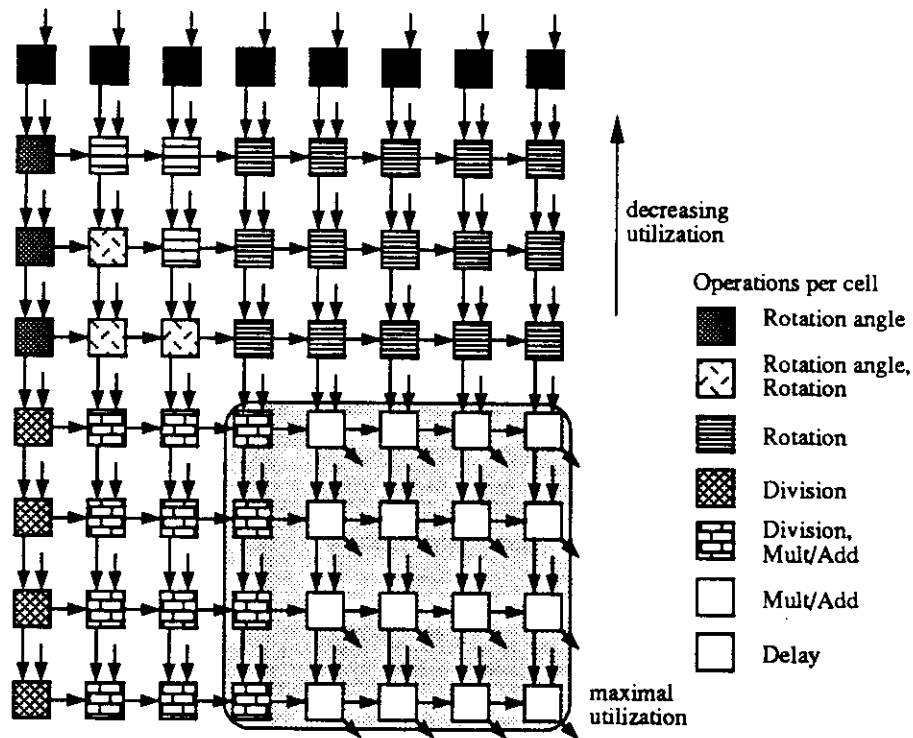 decreasing
utilization
Operations per cell
Rotation angle
Rotation angle,
Rotation
Rotation
Division
Division,
Mult/Add
Mult/Add
Delay
maximal
utilization